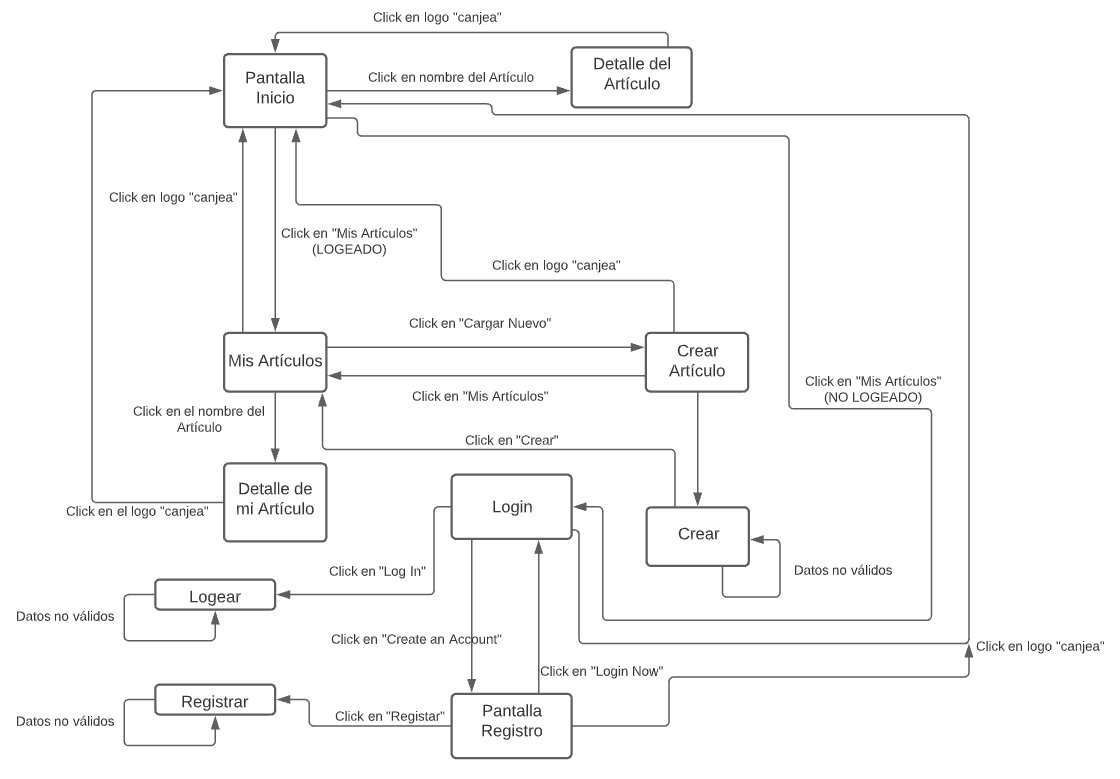 Click en logo "canjea"
Pantalla
Inicio
Click en nombre del Artículo
Detalle del
Artículo
Click en logo "canjea"
Click en "Mis Artículos"
(LOGEADO)
Click en logo "canjea"
Click en "Cargar Nuevo"
Mis Artículos
Crear
Artículo
Click en "Mis Artículos"
Click en "Mis Artículos"
(NO LOGEADO)
Click en el nombre del
Artículo
Click en "Crear"
Detalle de
mi Artículo
Click en el logo "canjea"
Login
Crear
Datos no válidos
Click en "Log In"
Logear
Datos no válidos
Click en "Create an Account"
Click en logo "canjea"
Click en "Login Now"
Registrar
Datos no válidos
Click en "Registar"
Pantalla
Registro